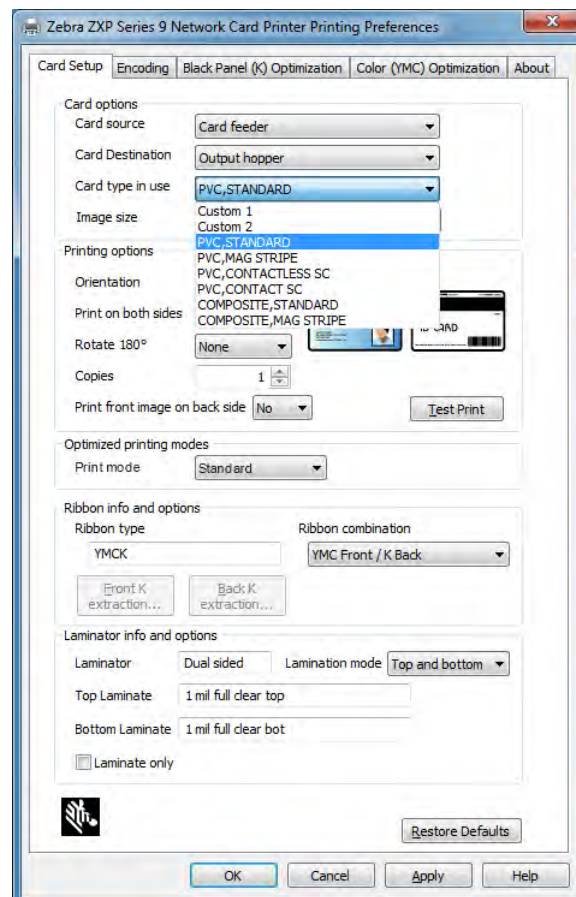 Zebra ZXP Series 9 Network Card Printer Printing Preferences
Card Setup Encoding Black Panel (K) Optimization Color (YMC) Optimization About
Card options
Card source Card feeder
Card Destination Output hopper
Card type in use PVC,STANDARD
Custom 1
Image size
Custom 2
PVC,STANDARD
Printing options
PVC,MAG STRIPE
PVC,CONTACTLESS SC
Orientation
PVC,CONTACT SC
COMPOSITE,STANDARD
Print on both sides
COMPOSITE,MAG STRIPE
ID CARD
Rotate 180° None
Copies 1
Print front image on back side No Test Print
Optimized printing modes
Print mode Standard
Ribbon info and options
Ribbon type Ribbon combination
YMCK YMC Front / K Back
Front K extraction... Back K extraction...
Laminator info and options
Laminator Dual sided Lamination mode Top and bottom
Top Laminate 1 mil full clear top
Bottom Laminate 1 mil full clear bot
Laminate only
Restore Defaults
OK Cancel Apply Help